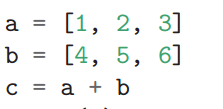 a = [1, 2, 3]
b = [4, 5, 6]
c = a + b